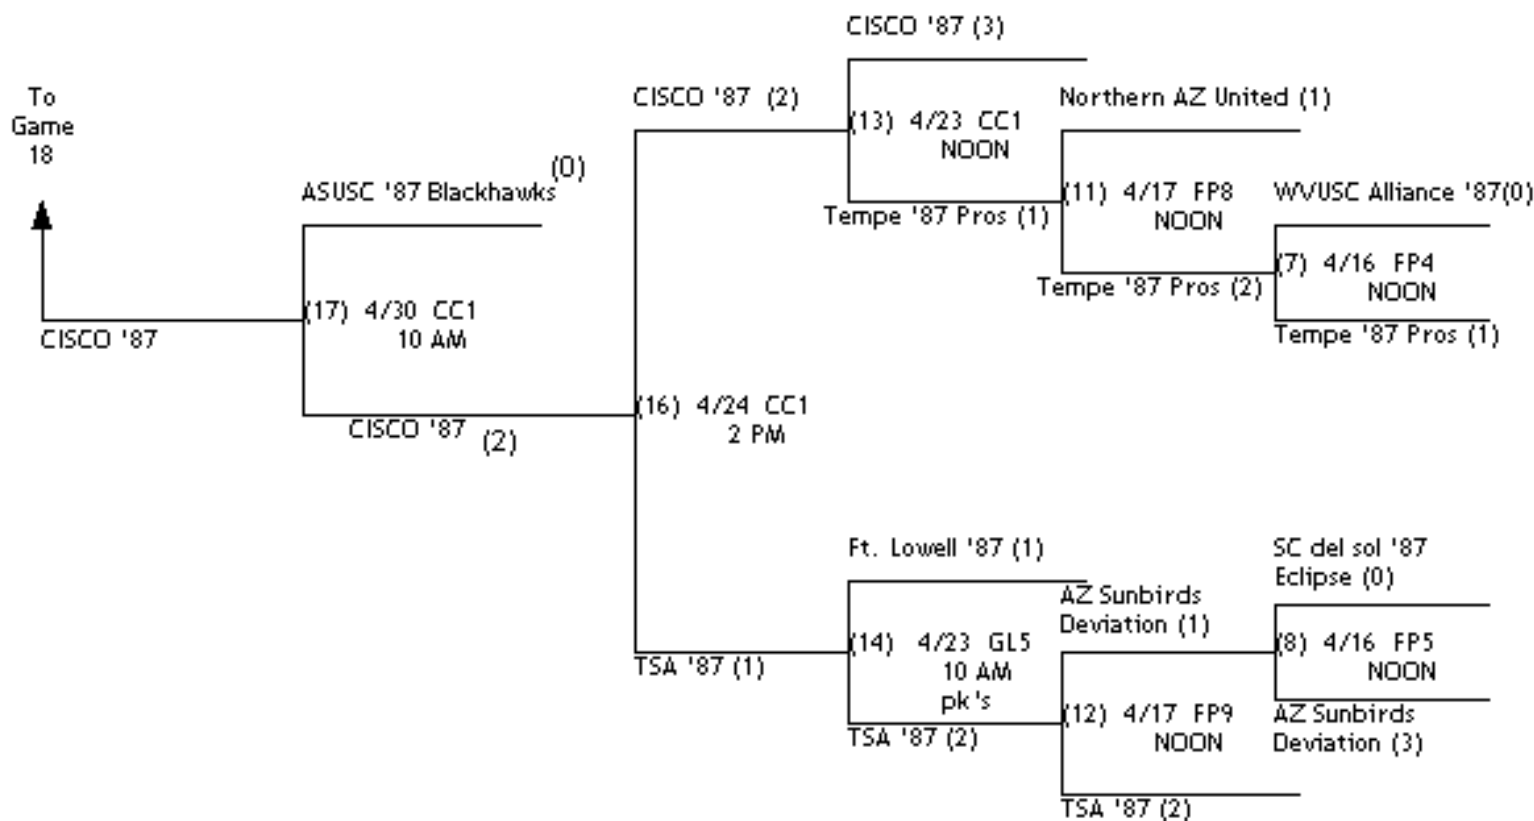 CISCO '87 (3)
To
Game
18
CISCO '87 (2)
Northern AZ United (1)
(13) 4/23 CC1
NOON
ASUSC '87 Blackhawks (0)
Tempe '87 Pros (1)
(11) 4/17 FP8
NOON
WVUSC Alliance '87(0)
Tempe '87 Pros (2)
(7) 4/16 FP4
NOON
Tempe '87 Pros (1)
(17) 4/30 CC1
10 AM
CISCO '87
CISCO '87 (2)
(16) 4/24 CC1
2 PM
Ft. Lowell '87 (1)
SC del sol '87
Eclipse (0)
AZ Sunbirds
Deviation (1)
(14) 4/23 GL5
10 AM
pk's
(8) 4/16 FP5
NOON
TSA '87 (1)
TSA '87 (2)
(12) 4/17 FP9
NOON
AZ Sunbirds
Deviation (3)
TSA '87 (2)